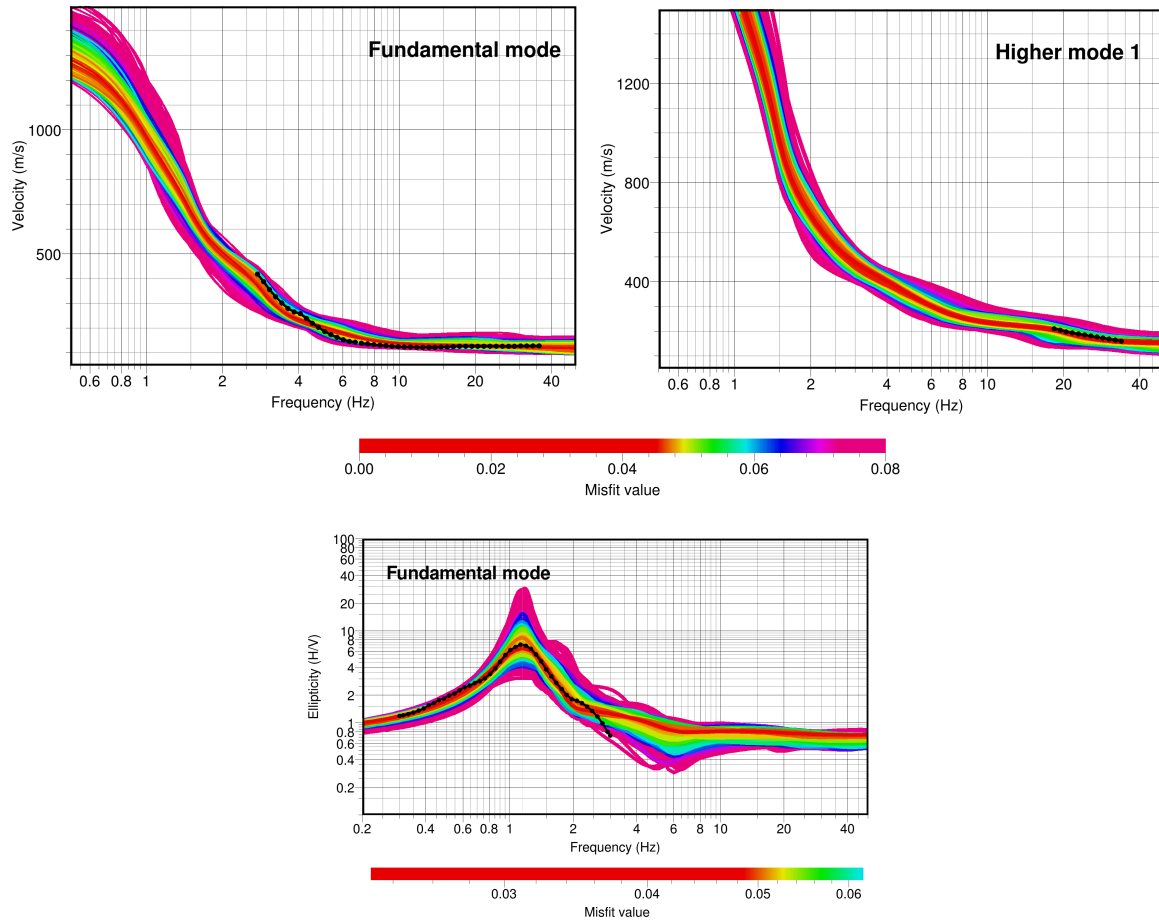 Fundamental mode
1000
500
Velocity (m/s)
0.6 0.8 1 2 4 6 8 10 20 40
Frequency (Hz)
Higher mode 1
1200
800
400
Velocity (m/s)
0.6 0.8 1 2 4 6 8 10 20 40
Frequency (Hz)
0.00 0.02 0.04 0.06 0.08
Misfit value
Fundamental mode
100
80
60
40
20
10
8
6
4
2
1
0.8
0.6
0.4
0.2
Ellipticity (H/V)
0.2 0.4 0.6 0.8 1 2 4 6 8 10 20 40
Frequency (Hz)
0.03 0.04 0.05 0.06
Misfit value